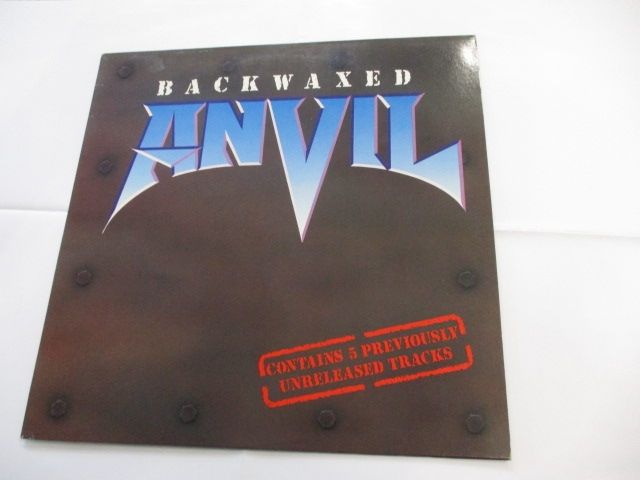 BACKWAXED
ANVIL
CONTAINS 5 PREVIOUSLY
UNRELEASED TRACKS